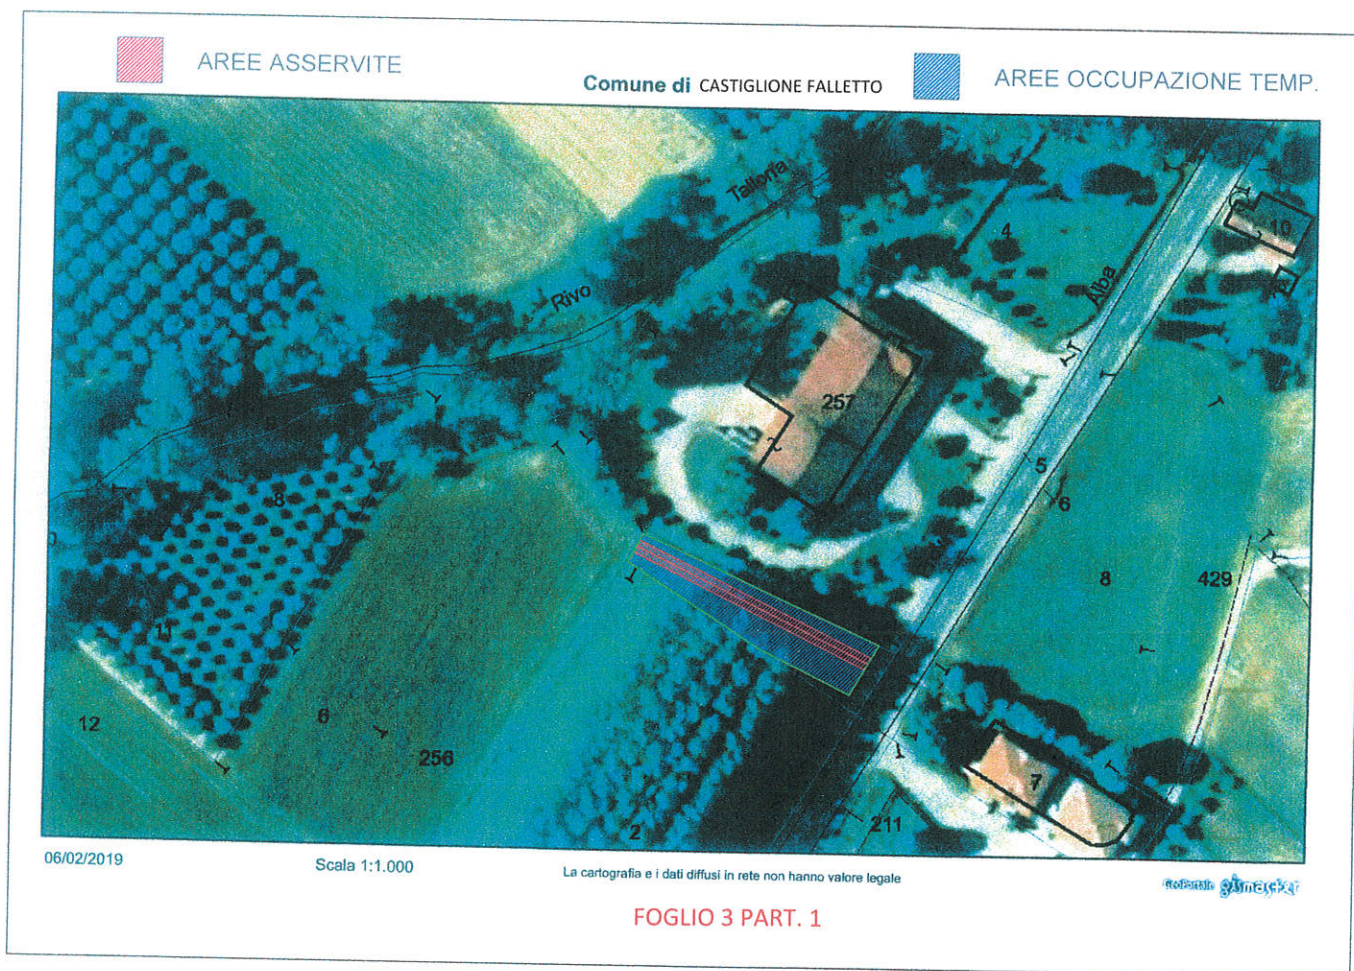 AREE ASSERVITE
Comune di CASTIGLIONE FALLETTO
AREE OCCUPAZIONE TEMP.
Rivo
Talloria
Alba
4
10
257
5
6
8
429
8
11
12
6
256
2
7
211
06/02/2019
Scala 1:1.000
La cartografia e i dati diffusi in rete non hanno valore legale
GeoPortale gismaster
FOGLIO 3 PART. 1